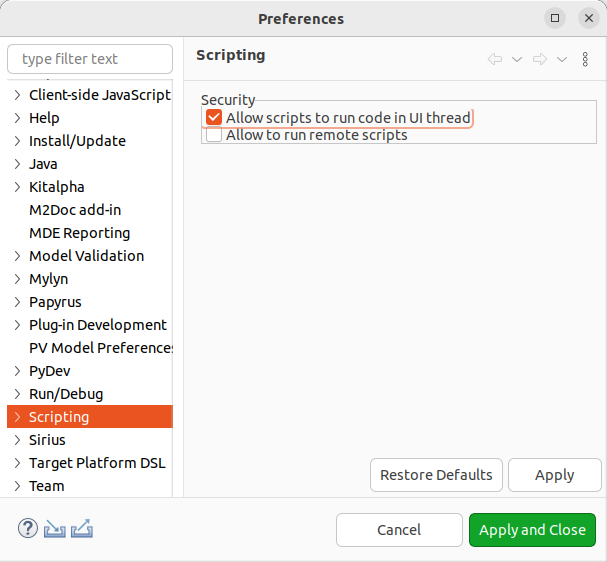 Preferences
type filter text
Client-side JavaScript
Help
Install/Update
Java
Kitalpha
M2Doc add-in
MDE Reporting
Model Validation
Mylyn
Papyrus
Plug-in Development
PV Model Preferences
PyDev
Run/Debug
Scripting
Sirius
Target Platform DSL
Team
Scripting
Security
Allow scripts to run code in UI thread
Allow to run remote scripts
Restore Defaults
Apply
Cancel
Apply and Close